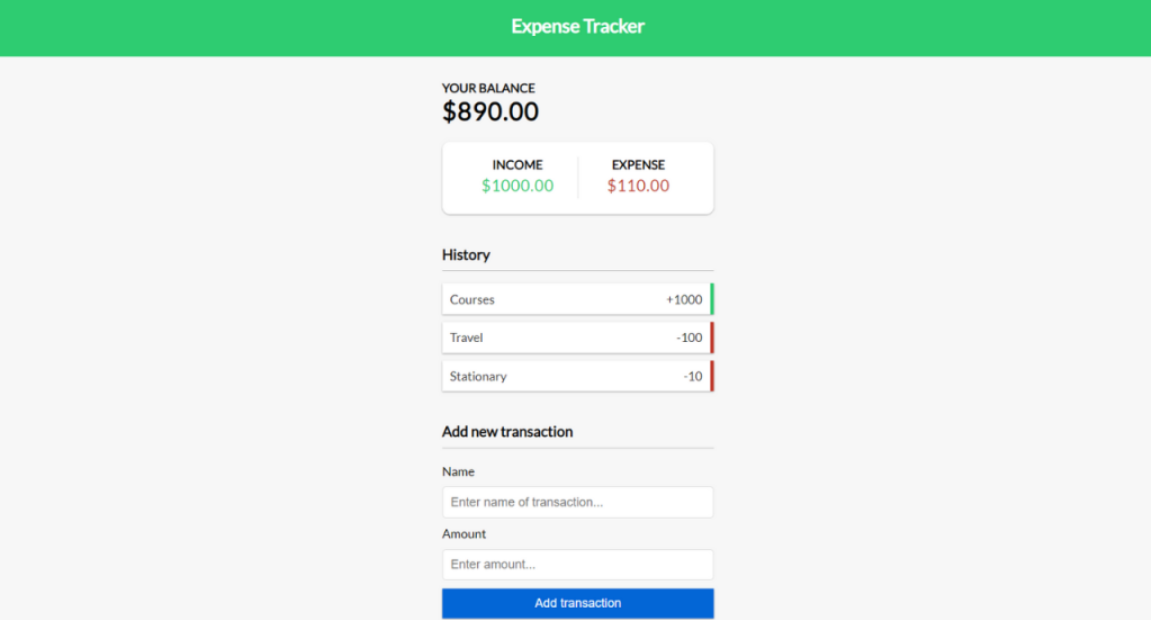 Expense Tracker
YOUR BALANCE
$890.00
INCOME EXPENSE
$1000.00 $110.00
History
Courses +1000
Travel -100
Stationary -10
Add new transaction
Name
Enter name of transaction...
Amount
Enter amount...
Add transaction